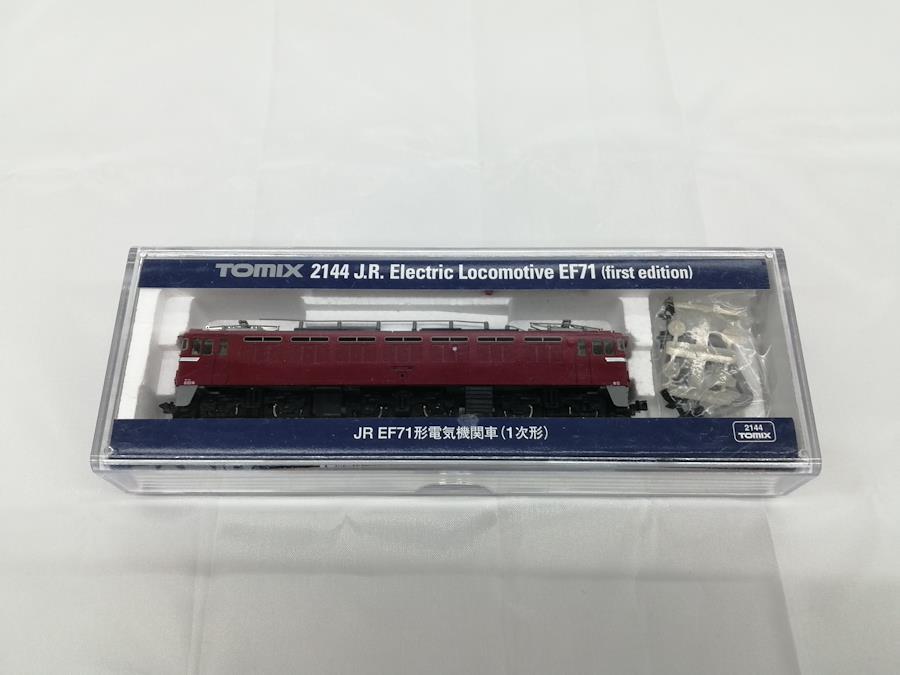 TOMIX 2144 J.R. Electric Locomotive EF71 (first edition)
JR EF71形電気機関車(1次形)
2144
TOMIX